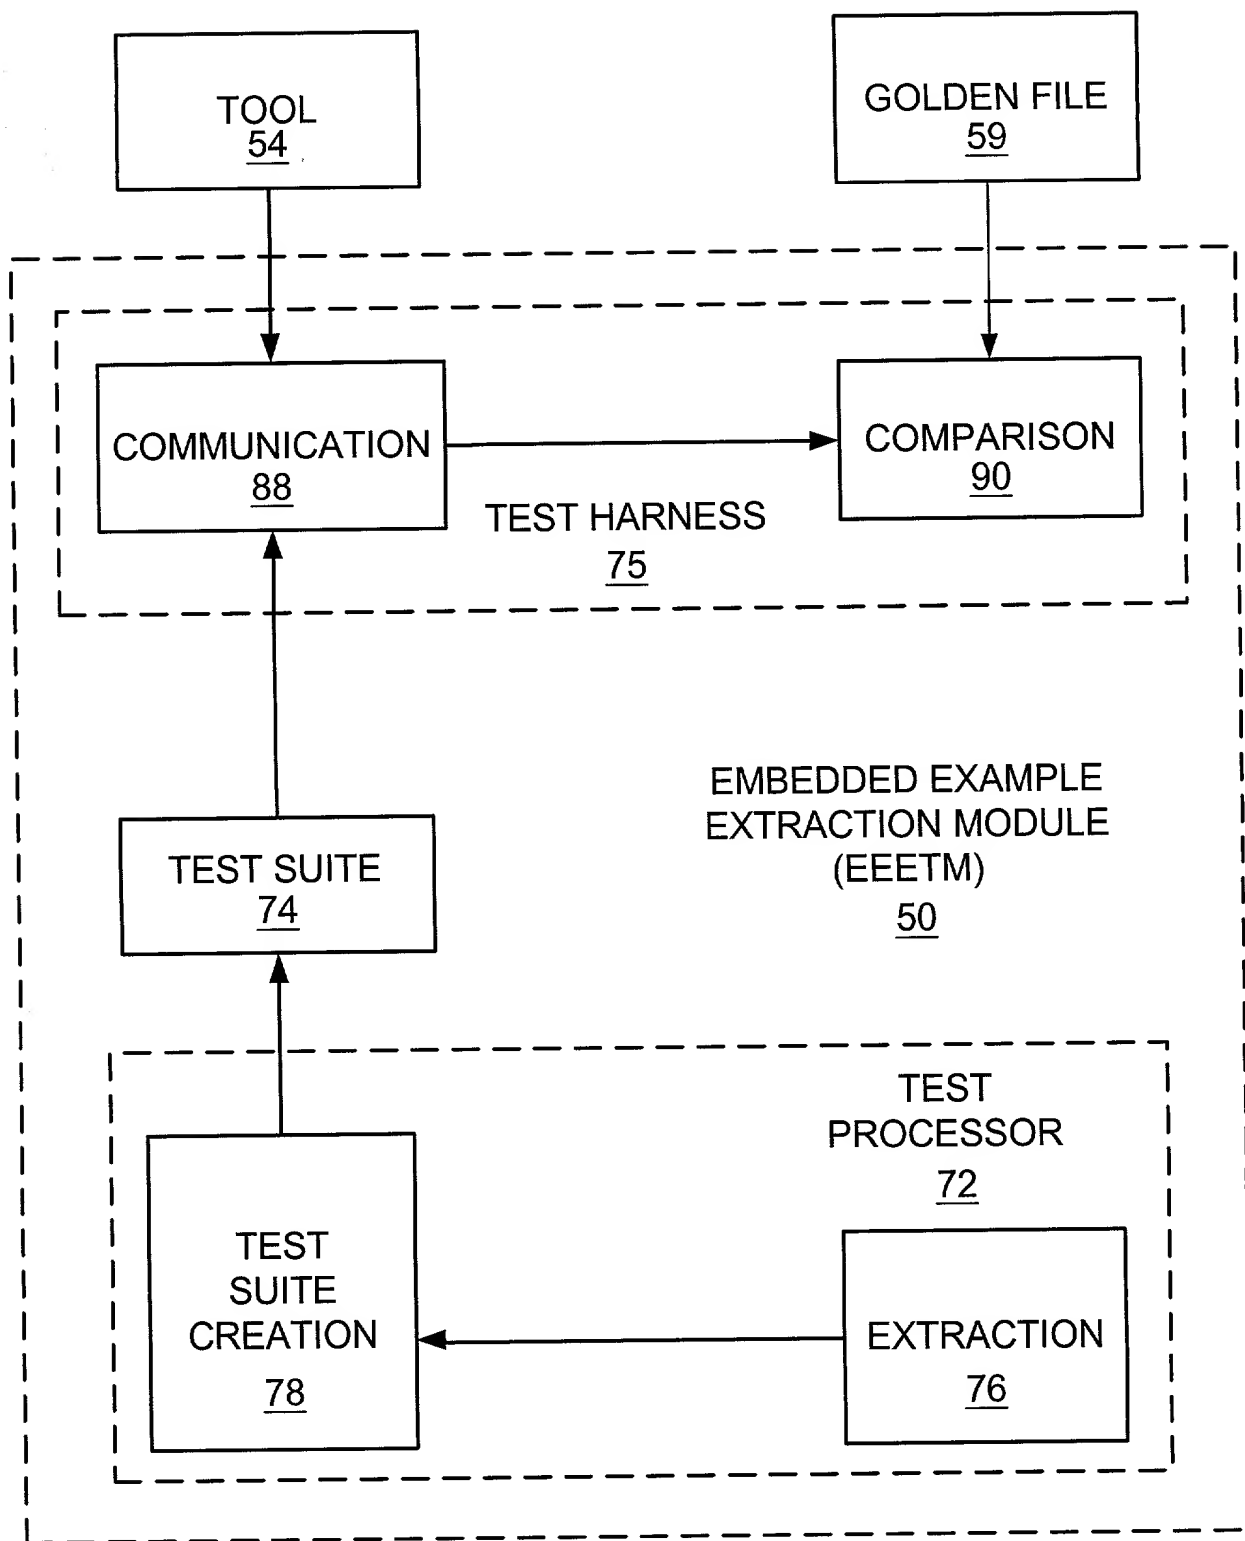 TOOL
54
GOLDEN FILE
59
COMMUNICATION
88
COMPARISON
90
TEST HARNESS
75
EMBEDDED EXAMPLE
EXTRACTION MODULE
(EEETM)
50
TEST SUITE
74
TEST
PROCESSOR
72
TEST
SUITE
CREATION
78
EXTRACTION
76